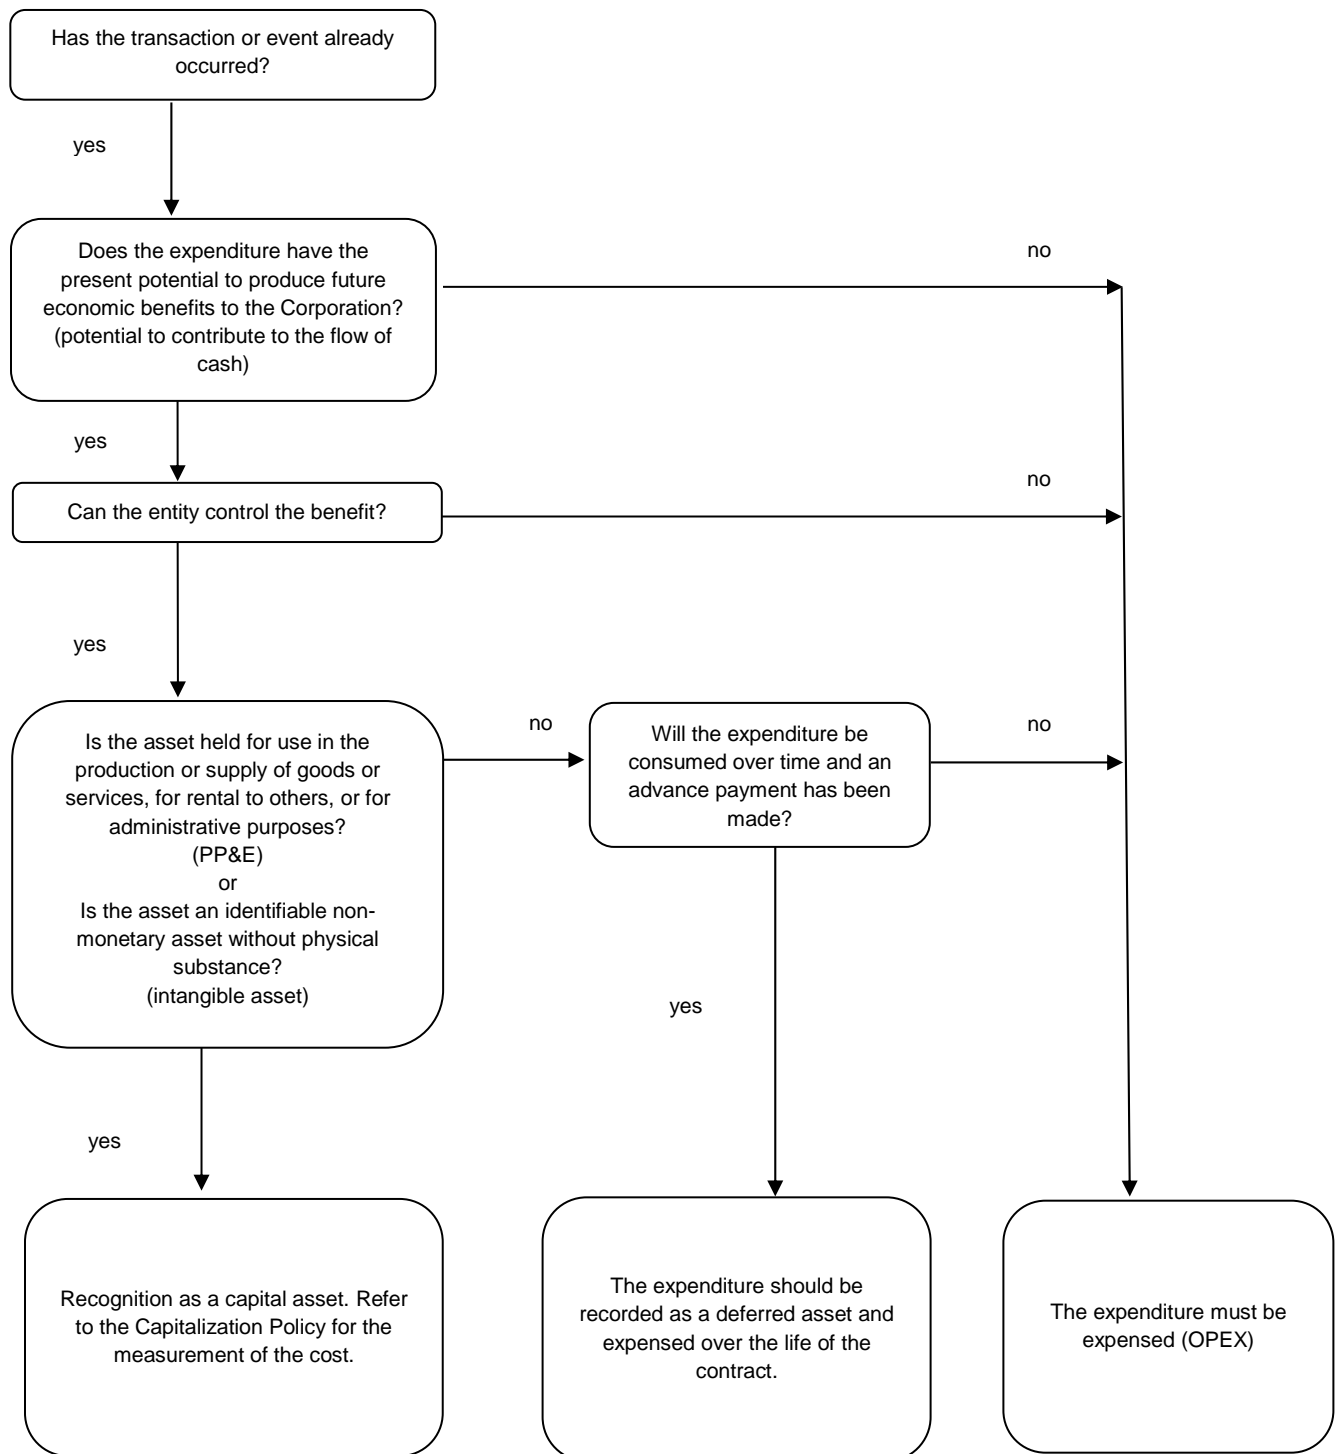 Has the transaction or event already
occurred?
yes
Does the expenditure have the
present potential to produce future
economic benefits to the Corporation?
(potential to contribute to the flow of
cash)
no
yes
Can the entity control the benefit?
no
yes
Is the asset held for use in the
production or supply of goods or
services, for rental to others, or for
administrative purposes?
(PP&E)
or
Is the asset an identifiable non-
monetary asset without physical
substance?
(intangible asset)
no
Will the expenditure be
consumed over time and an
advance payment has been
made?
no
yes
yes
Recognition as a capital asset. Refer
to the Capitalization Policy for the
measurement of the cost.
The expenditure should be
recorded as a deferred asset and
expensed over the life of the
contract.
The expenditure must be
expensed (OPEX)